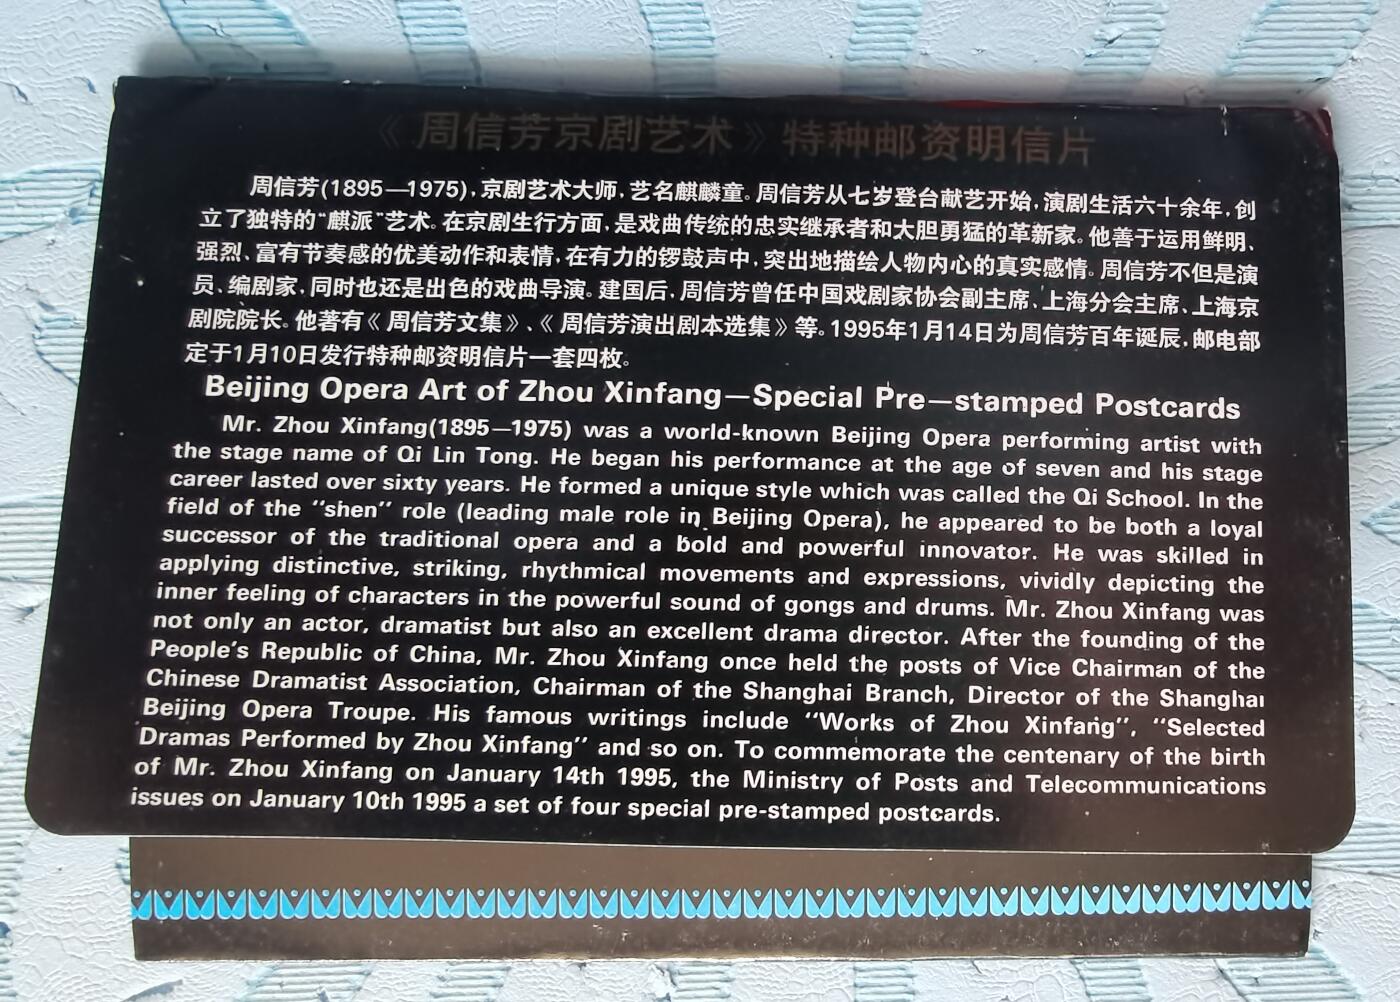 《周信芳京剧艺术》特种邮资明信片
周信芳(1895—1975),京剧艺术大师,艺名麒麟童。周信芳从七岁登台献艺开始,演剧生活六十余年,创
立了独特的“麒派”艺术。在京剧生行方面,是戏曲传统的忠实继承者和大胆勇猛的革新家。他善于运用鲜明、
强烈、富有节奏感的优美动作和表情,在有力的锣鼓声中,突出地描绘人物内心的真实感情。周信芳不但是演
员、编剧家,同时也还是出色的戏曲导演。建国后,周信芳曾任中国戏剧家协会副主席、上海分会主席、上海京
剧院院长。他著有《周信芳文集》、《周信芳演出剧本选集》等。1995年1月14日为周信芳百年诞辰,邮电部
定于1月10日发行特种邮资明信片一套四枚。
Beijing Opera Art of Zhou Xinfang—Special Pre—stamped Postcards
Mr. Zhou Xinfang(1895—1975) was a world-known Beijing Opera performing artist with
the stage name of Qi Lin Tong. He began his performance at the age of seven and his stage
career lasted over sixty years. He formed a unique style which was called the Qi School. In the
field of the “shen” role (leading male role in Beijing Opera), he appeared to be both a loyal
successor of the traditional opera and a bold and powerful innovator. He was skilled in
applying distinctive, striking, rhythmical movements and expressions, vividly depicting the
inner feeling of characters in the powerful sound of gongs and drums. Mr. Zhou Xinfang was
not only an actor, dramatist but also an excellent drama director. After the founding of the
People’s Republic of China, Mr. Zhou Xinfang once held the posts of Vice Chairman of the
Chinese Dramatist Association, Chairman of the Shanghai Branch, Director of the Shanghai
Beijing Opera Troupe. His famous writings include “Works of Zhou Xinfang”, “Selected
Dramas Performed by Zhou Xinfang” and so on. To commemorate the centenary of the birth
of Mr. Zhou Xinfang on January 14th 1995, the Ministry of Posts and Telecommunications
issues on January 10th 1995 a set of four special pre-stamped postcards.